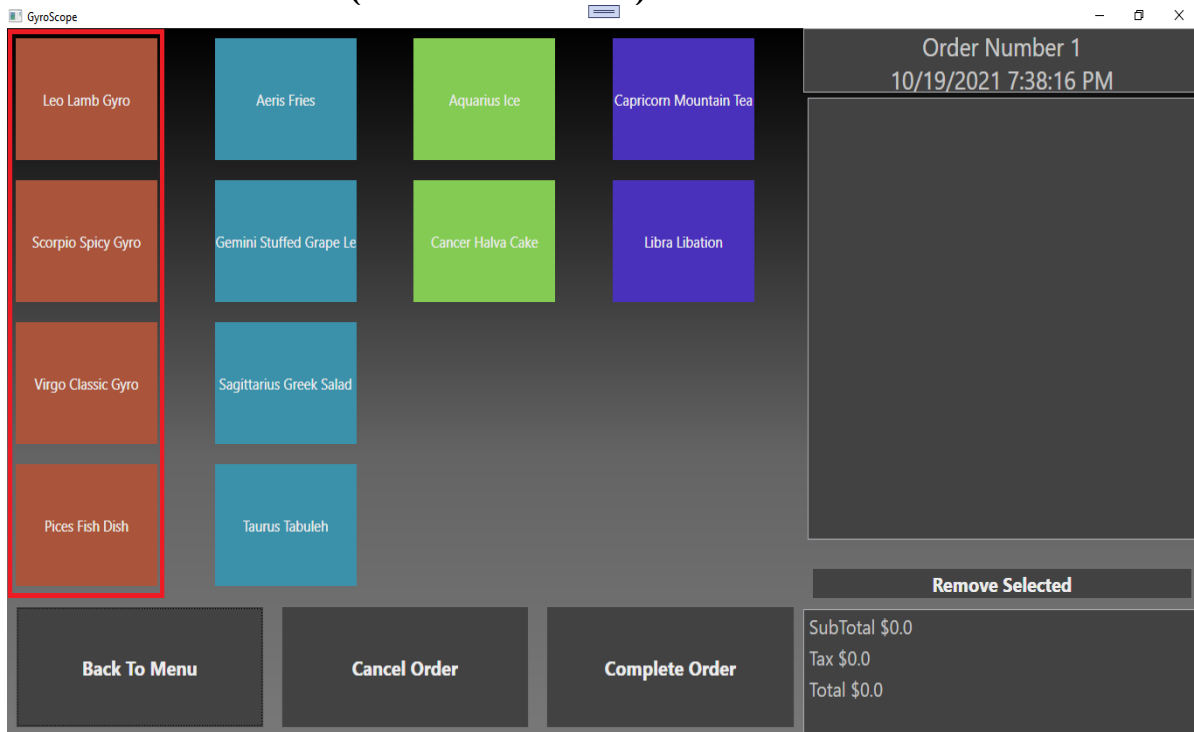 GyroScope
Leo Lamb Gyro
Aeris Fries
Aquarius Ice
Capricorn Mountain Tea
Scorpio Spicy Gyro
Gemini Stuffed Grape Le
Cancer Halva Cake
Libra Libation
Virgo Classic Gyro
Sagittarius Greek Salad
Pices Fish Dish
Taurus Tabuleh
Back To Menu
Cancel Order
Complete Order
Order Number 1
10/19/2021 7:38:16 PM
Remove Selected
SubTotal $0.0
Tax $0.0
Total $0.0